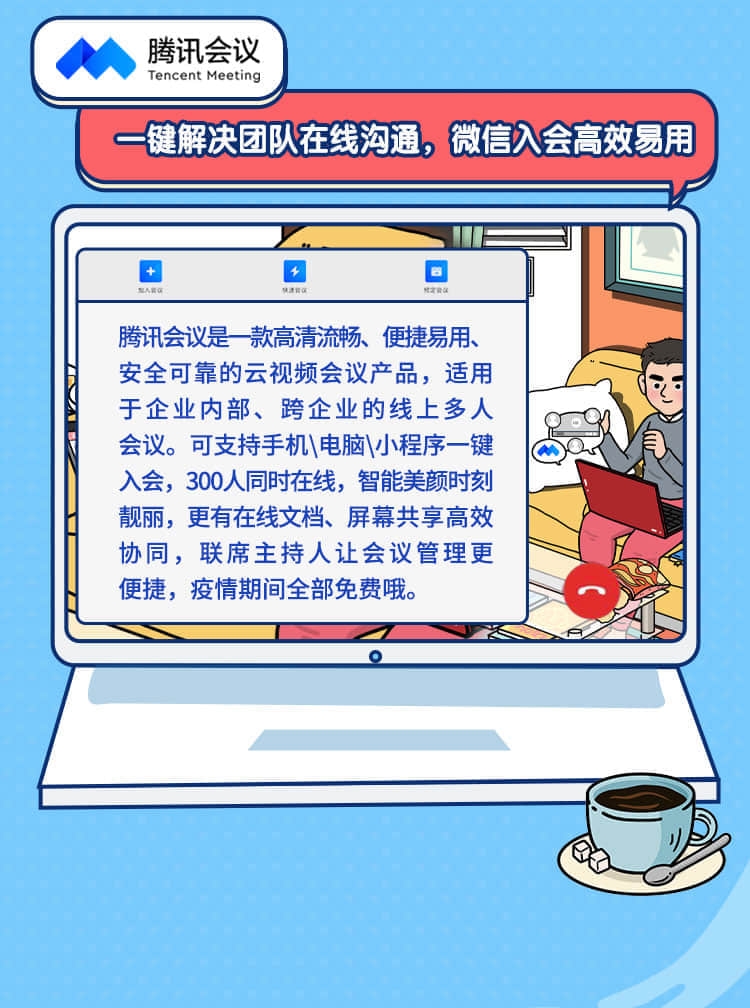 腾讯会议
Tencent Meeting
一键解决团队在线沟通，微信入会高效易用
加入会议 快速会议 预定会议
腾讯会议是一款高清流畅、便捷易用、
安全可靠的云视频会议产品，适用
于企业内部、跨企业的线上多人
会议。可支持手机\电脑\小程序一键
入会，300人同时在线，智能美颜时刻
靓丽，更有在线文档、屏幕共享高效
协同，联席主持人让会议管理更
便捷，疫情期间全部免费哦。